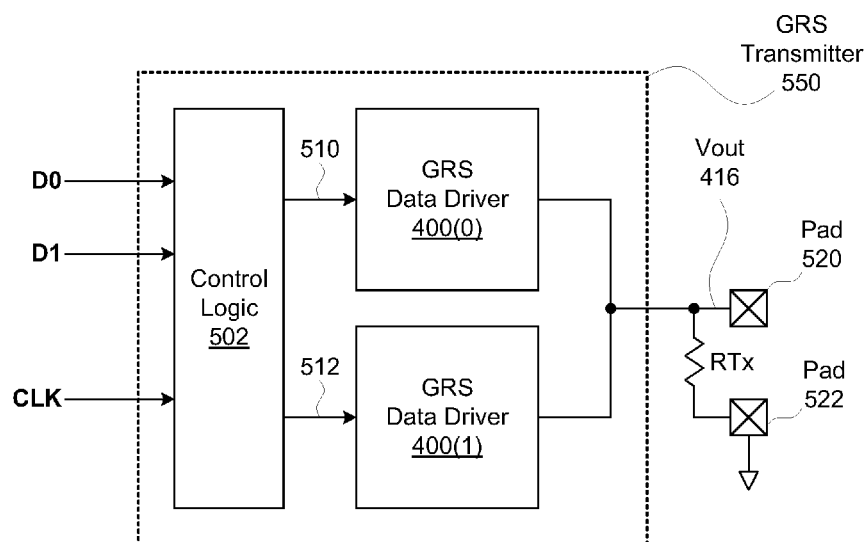 GRS
Transmitter
550
510
GRS
Data Driver
400(0)
Vout
416
D0
Pad
520
D1
Control
Logic
502
512
GRS
Data Driver
400(1)
RTx
Pad
522
CLK